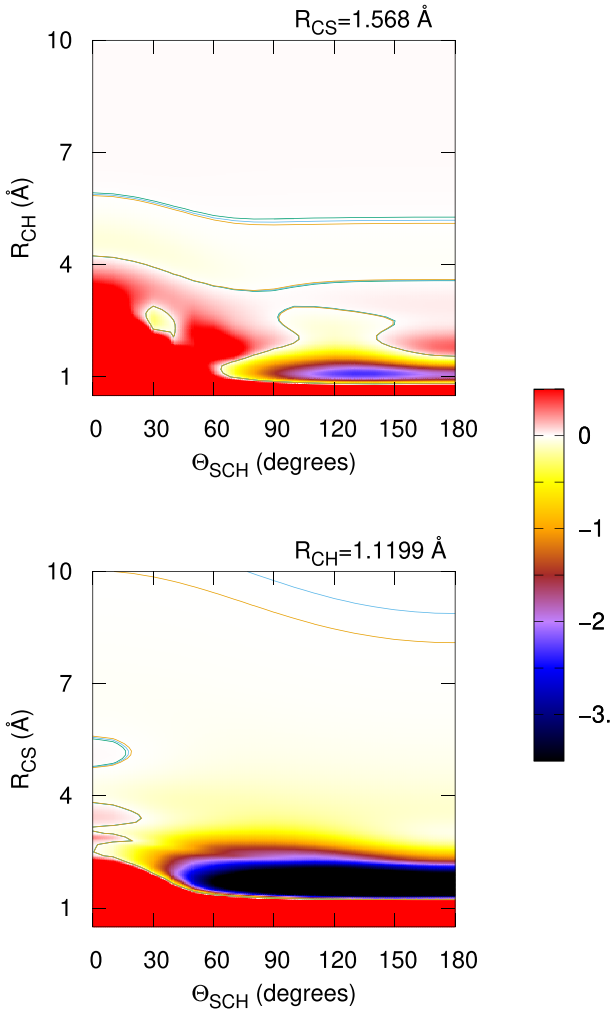 R_CS=1.568 Å
10
7
4
1
R_CH (Å)
0 30 60 90 120 150 180
Θ_SCH (degrees)
0
−1
−2
−3.
R_CH=1.1199 Å
10
7
4
1
R_CS (Å)
0 30 60 90 120 150 180
Θ_SCH (degrees)